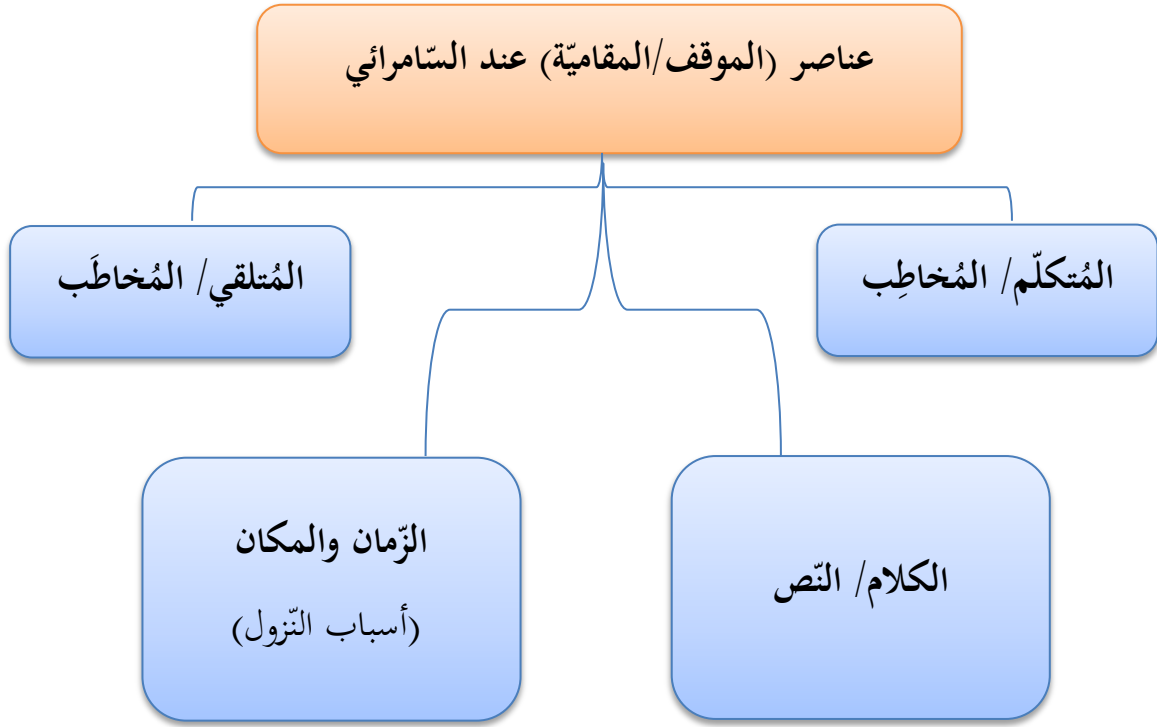 عناصر (الموقف/المقاميّة) عند السّامرائي
المُتكلّم/ المُخاطِب
المُتلقي/ المُخاطَب
الكلام/ النّص
الزّمان والمكان
(أسباب النّزول)